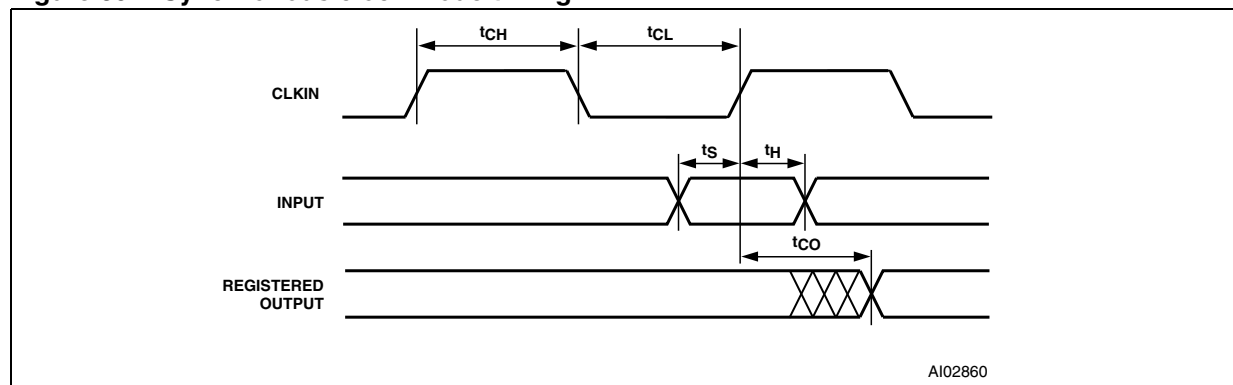 tCH
tCL
CLKIN
tS
tH
INPUT
tCO
REGISTERED
OUTPUT
AI02860